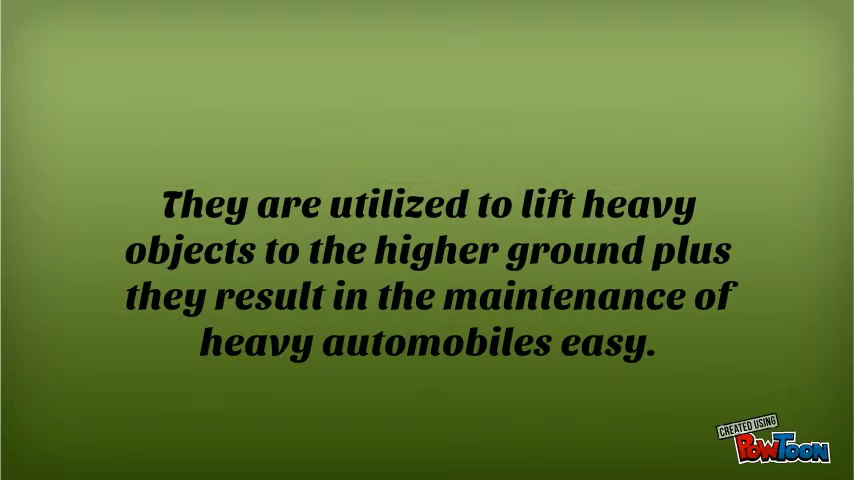 They are utilized to lift heavy
objects to the higher ground plus
they result in the maintenance of
heavy automobiles easy.
CREATED USING
POWTOON